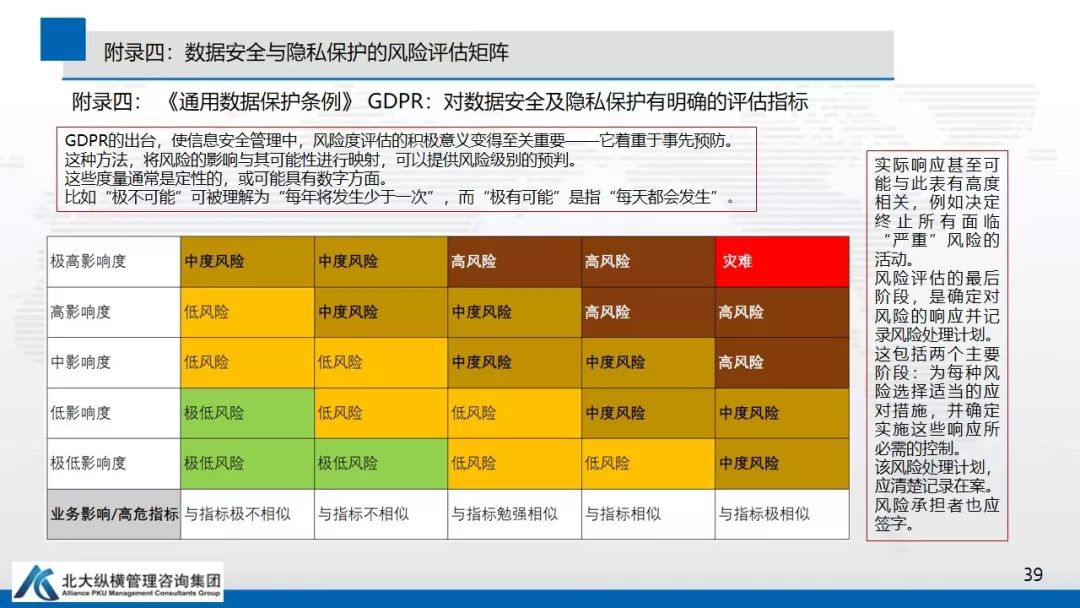 附录四：数据安全与隐私保护的风险评估矩阵
附录四：《通用数据保护条例》 GDPR：对数据安全及隐私保护有明确的评估指标
GDPR的出台，使信息安全管理中，风险度评估的积极意义变得至关重要——它着重于事先预防。
这种方法，将风险的影响与其可能性进行映射，可以提供风险级别的预判。
这些度量通常是定性的，或可能具有数字方面。
比如“极不可能”可被理解为“每年将发生少于一次”，而“极有可能”是指“每天都会发生”。
极高影响度 中度风险 中度风险 高风险 高风险 灾难
高影响度 低风险 中度风险 中度风险 高风险 高风险
中影响度 低风险 低风险 中度风险 中度风险 高风险
低影响度 极低风险 低风险 低风险 中度风险 中度风险
极低影响度 极低风险 极低风险 低风险 低风险 中度风险
业务影响/高危指标 与指标极不相似 与指标不相似 与指标勉强相似 与指标相似 与指标极相似
实际响应甚至可
能与此表有高度
相关，例如决定
终止所有面临
“严重”风险的
活动。
风险评估的最后
阶段，是确定对
风险的响应并记
录风险处理计划。
这包括两个主要
阶段：为每种风
险选择适当的应
对措施，并确定
实施这些响应所
必需的控制。
该风险处理计划，
应清楚记录在案。
风险承担者也应
签字。
北大纵横管理咨询集团
Alliance PKU Management Consultants Group
39